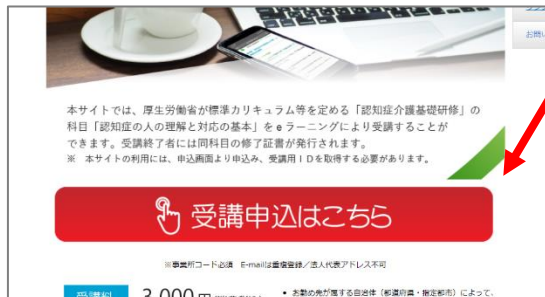 お問い
本サイトでは、厚生労働省が標準カリキュラム等を定める「認知症介護基礎研修」の
科目「認知症の人の理解と対応の基本」をｅラーニングにより受講することが
できます。受講終了者には同科目の修了証書が発行されます。
※ 本サイトの利用には、申込画面より申込み、受講用ＩＤを取得する必要があります。
受講申込はこちら
※事業所コード必須 E-mailは重複登録／法人代表アドレス不可
受講料
3,000円
• お勤め先が属する自治体（都道府県・指定都市）によって、